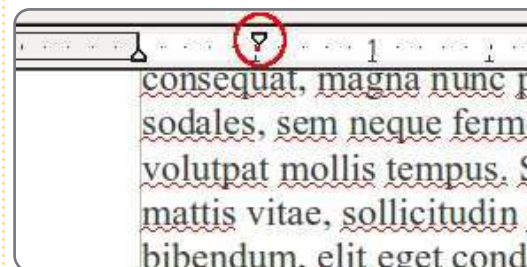 1
consequat, magna nunc p
sodales, sem neque ferm
volutpat mollis tempus. S
mattis vitae, sollicitudin
bibendum, elit eget cond